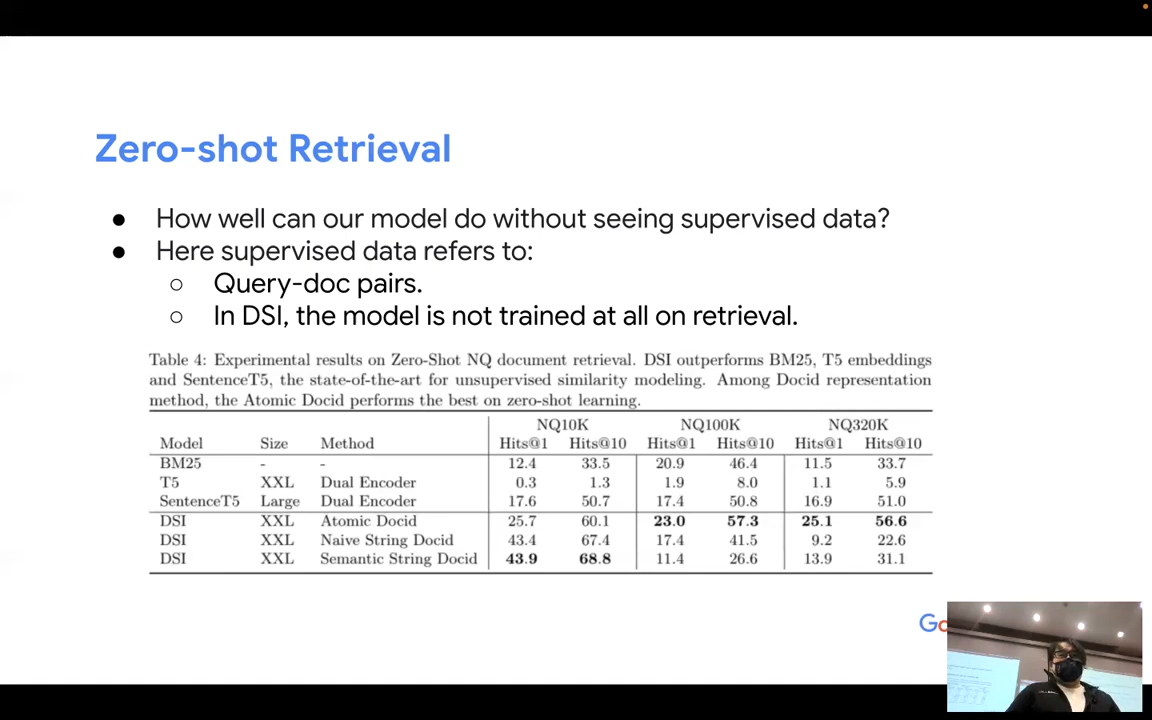 Zero-shot Retrieval
● How well can our model do without seeing supervised data?
● Here supervised data refers to:
○ Query-doc pairs.
○ In DSI, the model is not trained at all on retrieval.
Table 4: Experimental results on Zero-Shot NQ document retrieval. DSI outperforms BM25, T5 embeddings
and SentenceT5, the state-of-the-art for unsupervised similarity modeling. Among Docid representation
method, the Atomic Docid performs the best on zero-shot learning.
NQ10K NQ100K NQ320K
Model Size Method Hits@1 Hits@10 Hits@1 Hits@10 Hits@1 Hits@10
BM25 - - 12.4 33.5 20.9 46.4 11.5 33.7
T5 XXL Dual Encoder 0.3 1.3 1.9 8.0 1.1 5.9
SentenceT5 Large Dual Encoder 17.6 50.7 17.4 50.8 16.9 51.0
DSI XXL Atomic Docid 25.7 60.1 23.0 57.3 25.1 56.6
DSI XXL Naive String Docid 43.4 67.4 17.4 41.5 9.2 22.6
DSI XXL Semantic String Docid 43.9 68.8 11.4 26.6 13.9 31.1